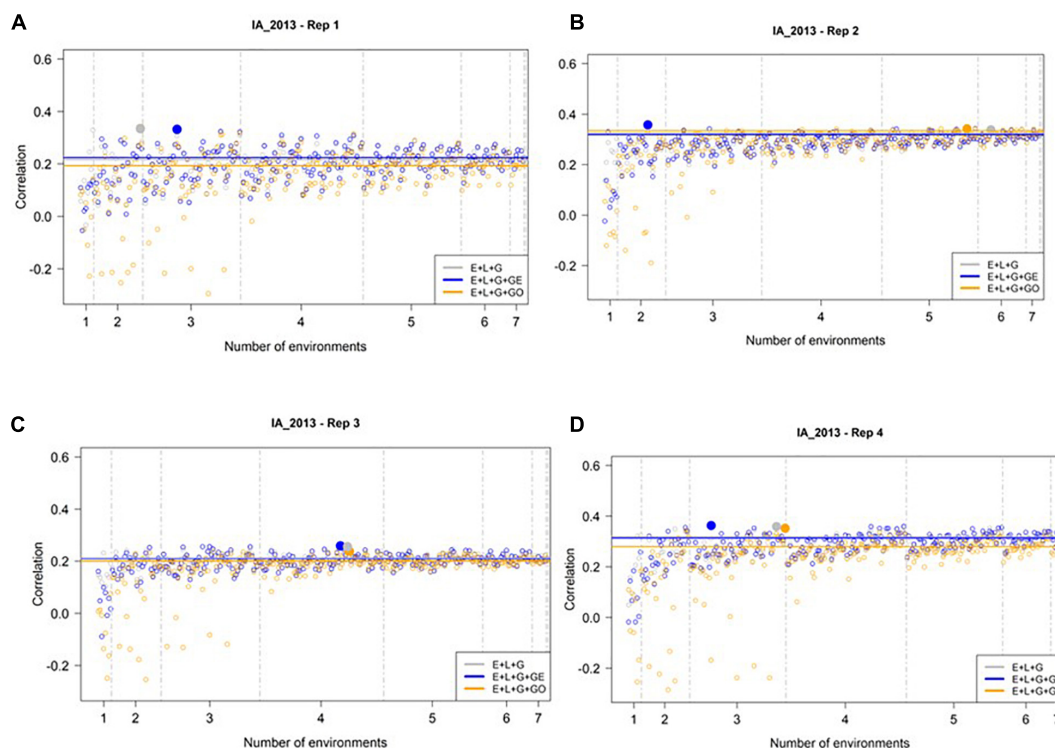 A
IA_2013 - Rep 1
Correlation
0.6
0.4
0.2
0.0
-0.2
E+L+G
E+L+G+GE
E+L+G+GO
1 2 3 4 5 6 7
Number of environments
B
IA_2013 - Rep 2
Correlation
0.6
0.4
0.2
0.0
-0.2
E+L+G
E+L+G+GE
E+L+G+GO
1 2 3 4 5 6 7
Number of environments
C
IA_2013 - Rep 3
Correlation
0.6
0.4
0.2
0.0
-0.2
E+L+G
E+L+G+GE
E+L+G+GO
1 2 3 4 5 6 7
Number of environments
D
IA_2013 - Rep 4
Correlation
0.6
0.4
0.2
0.0
-0.2
E+L+G
E+L+G+G
E+L+G+G
1 2 3 4 5 6 7
Number of environments